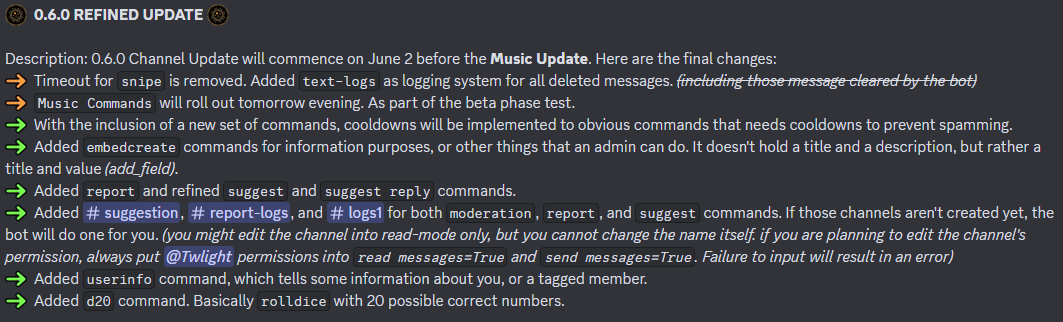 0.6.0 REFINED UPDATE
Description: 0.6.0 Channel Update will commence on June 2 before the Music Update. Here are the final changes:
Timeout for snipe is removed. Added text-logs as logging system for all deleted messages. (including those message cleared by the bot)
Music Commands will roll out tomorrow evening. As part of the beta phase test.
With the inclusion of a new set of commands, cooldowns will be implemented to obvious commands that needs cooldowns to prevent spamming.
Added embedcreate commands for information purposes, or other things that an admin can do. It doesn't hold a title and a description, but rather a
title and value (add_field).
Added report and refined suggest and suggest reply commands.
Added # suggestion, # report-logs, and # logs1 for both moderation, report, and suggest commands. If those channels aren't created yet, the
bot will do one for you. (you might edit the channel into read-mode only, but you cannot change the name itself. if you are planning to edit the channel's
permission, always put @Twlight permissions into read messages=True and send messages=True. Failure to input will result in an error)
Added userinfo command, which tells some information about you, or a tagged member.
Added d20 command. Basically rolldice with 20 possible correct numbers.